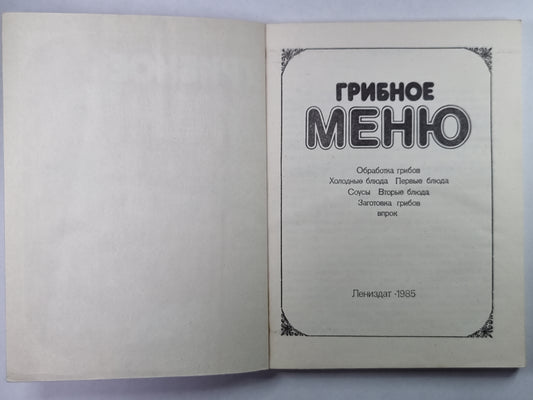 ГРИБНОЕ
МЕНЮ
Обработка грибов
Холодные блюда Первые блюда
Соусы Вторые блюда
Заготовка грибов
впрок
Лениздат·1985